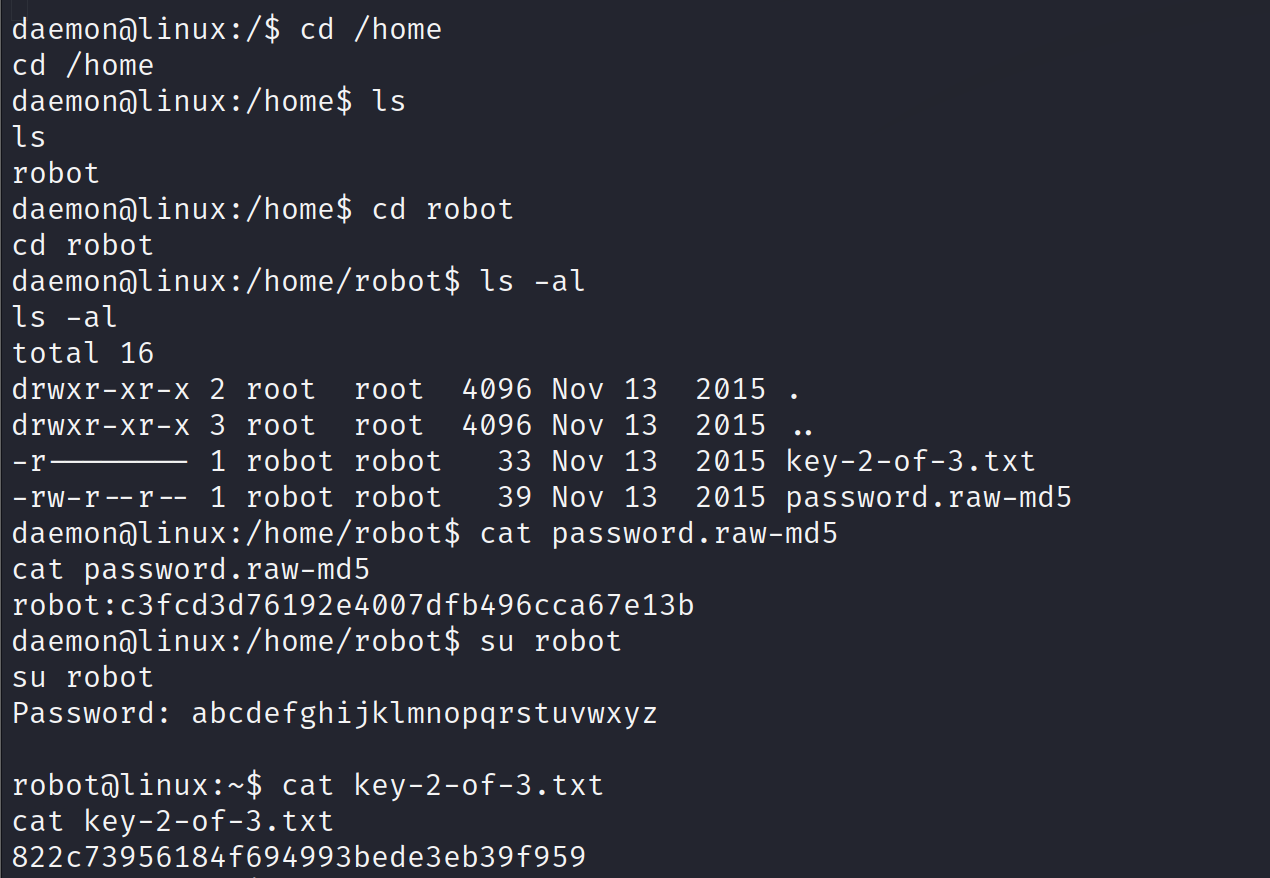 daemon@linux:/$ cd /home
cd /home
daemon@linux:/home$ ls
ls
robot
daemon@linux:/home$ cd robot
cd robot
daemon@linux:/home/robot$ ls -al
ls -al
total 16
drwxr-xr-x 2 root  root  4096 Nov 13  2015 .
drwxr-xr-x 3 root  root  4096 Nov 13  2015 ..
-r-------- 1 robot robot   33 Nov 13  2015 key-2-of-3.txt
-rw-r--r-- 1 robot robot   39 Nov 13  2015 password.raw-md5
daemon@linux:/home/robot$ cat password.raw-md5
cat password.raw-md5
robot:c3fcd3d76192e4007dfb496cca67e13b
daemon@linux:/home/robot$ su robot
su robot
Password: abcdefghijklmnopqrstuvwxyz
robot@linux:~$ cat key-2-of-3.txt
cat key-2-of-3.txt
822c73956184f694993bede3eb39f959